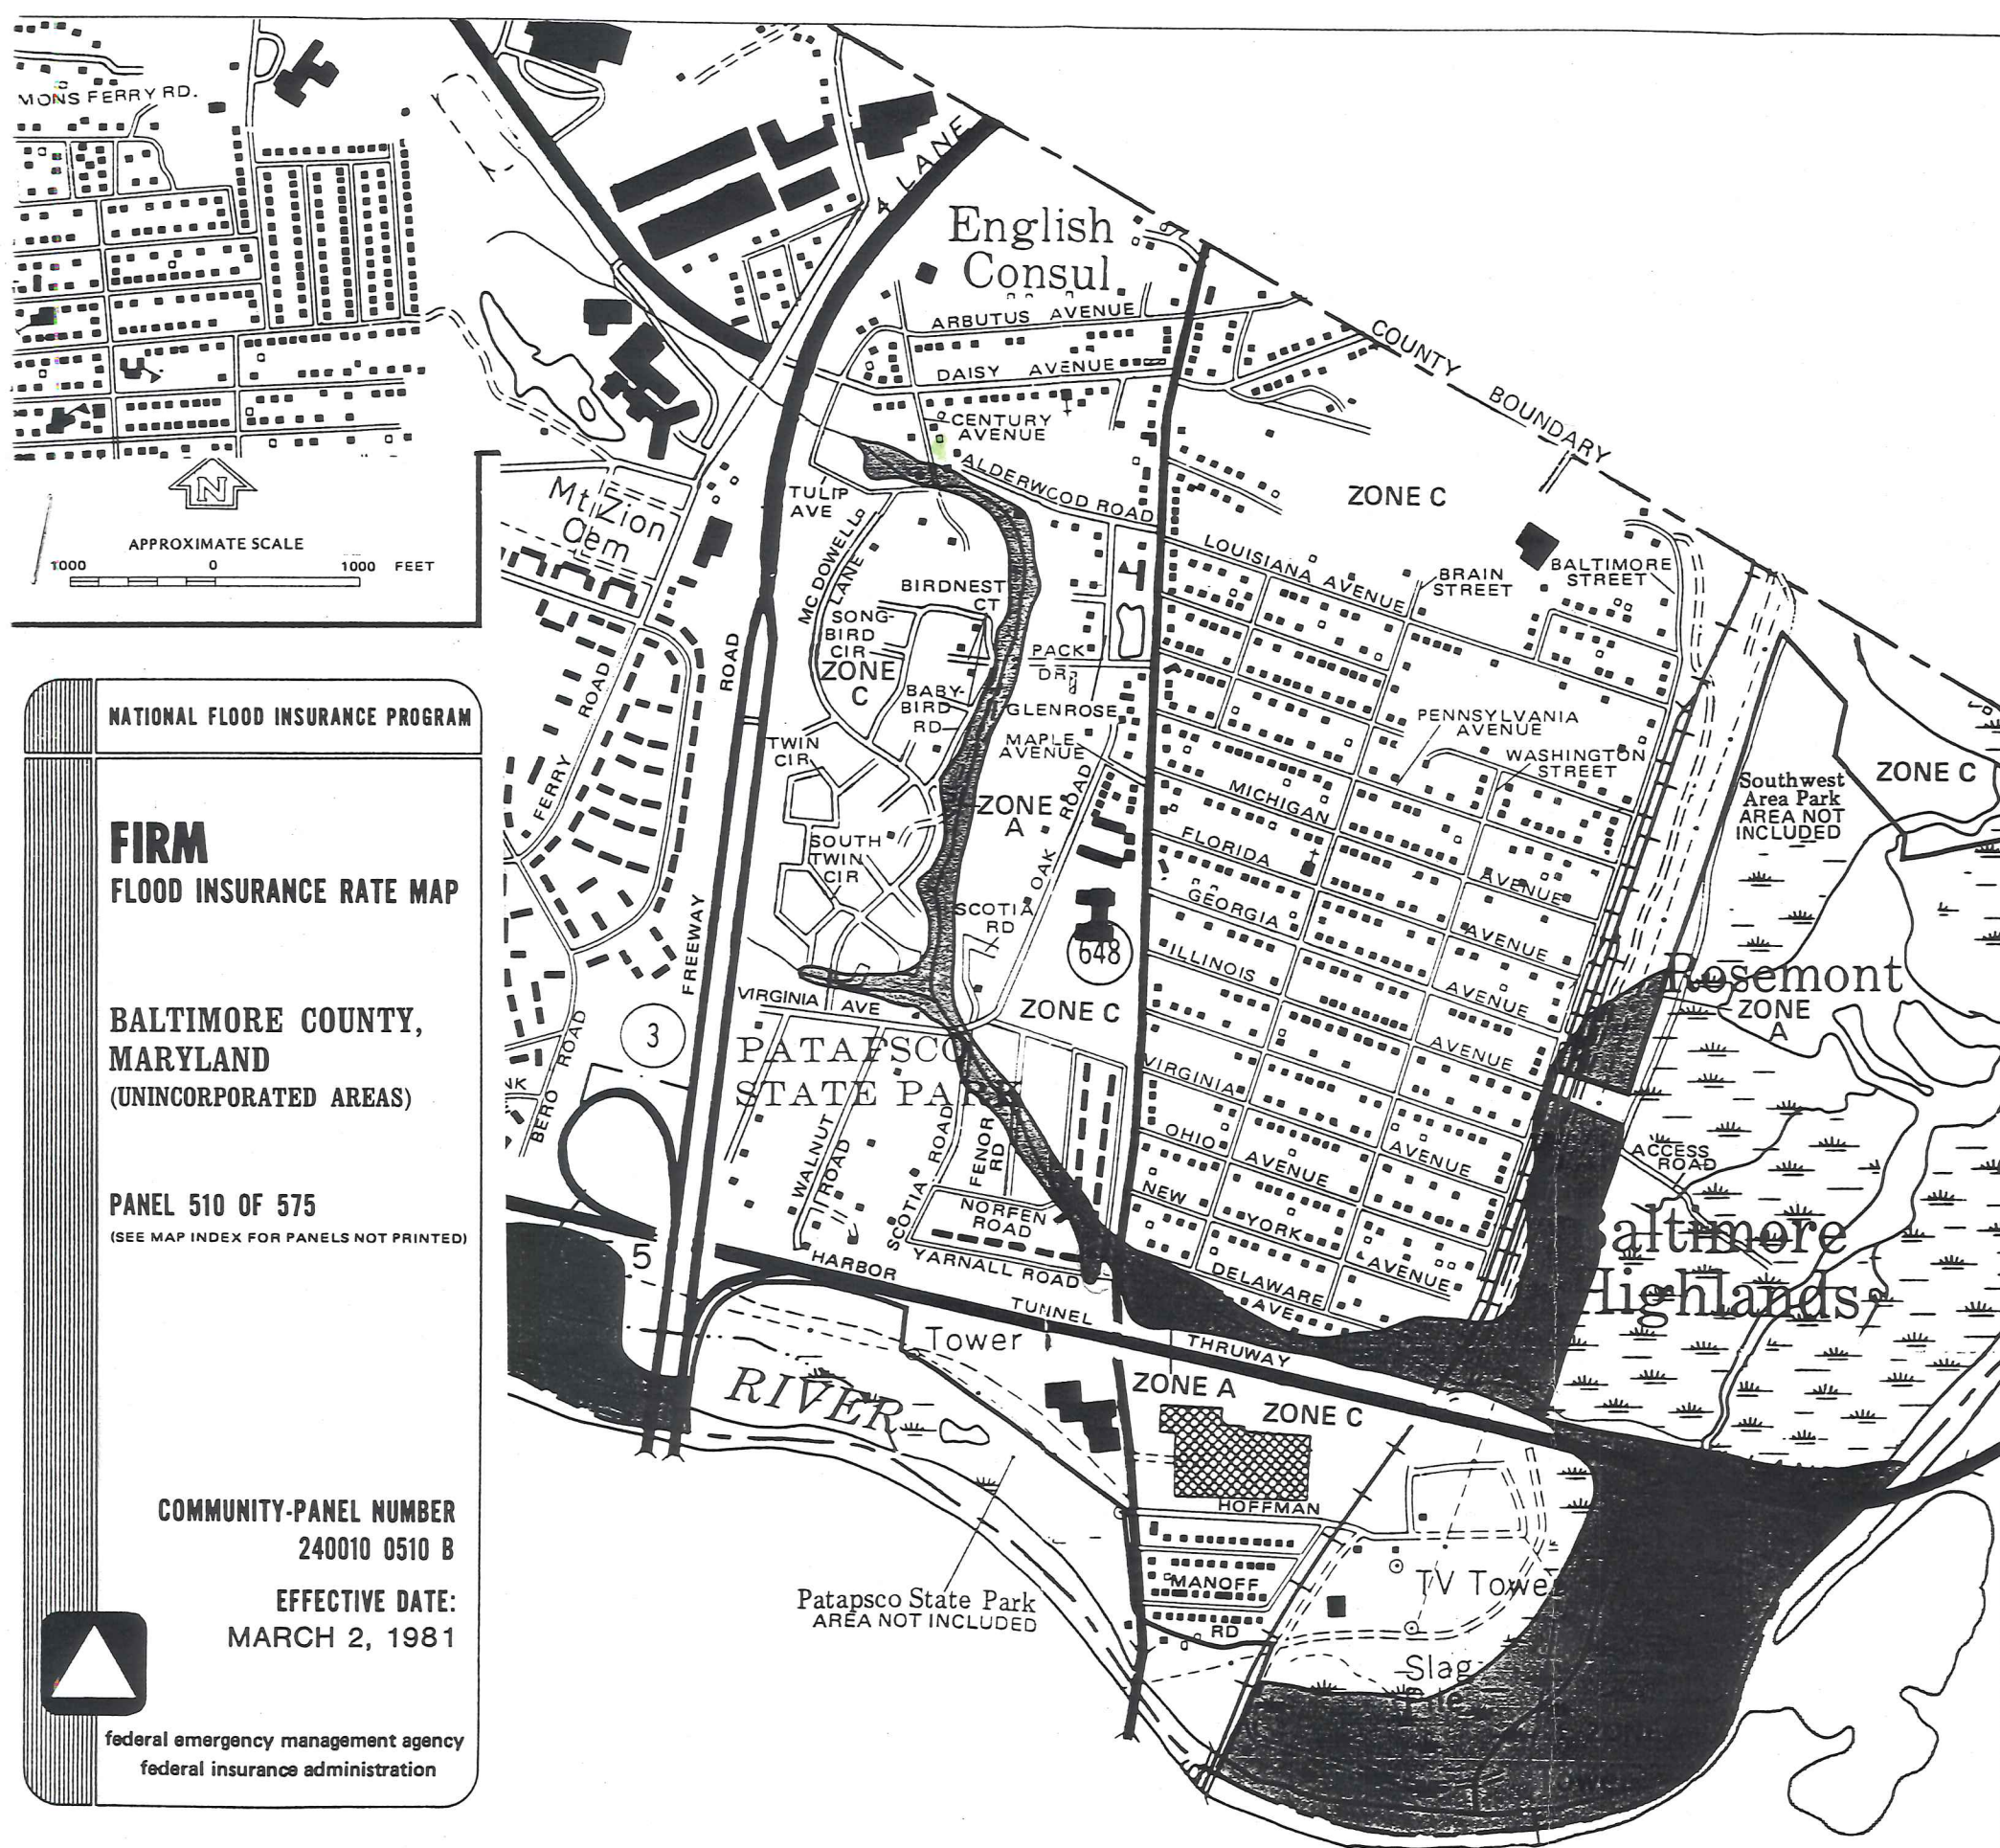 MONS FERRY RD.
4 LANE
English
Consul
ARBUTUS AVENUE
DAISY AVENUE
COUNTY BOUNDARY
CENTURY
AVENUE
ALDERWOOD ROAD
ZONE C
TULIP
AVE
Mt Zion
Cem
N
APPROXIMATE SCALE
1000 0 1000 FEET
MCDOWELL
LANE
BIRDNEST
CT
LOUISIANA AVENUE
BRAIN
STREET
BALTIMORE
STREET
SONG-
BIRD
CIR
ZONE
C
PACK
DR
BABY-
BIRD
RD
GLENROSE
MAPLE
AVENUE
TWIN
CIR
PENNSYLVANIA
AVENUE
WASHINGTON
STREET
Southwest
Area Park
AREA NOT
INCLUDED
ZONE C
FERRY ROAD
FREEWAY ROAD
ZONE
A
OAK ROAD
MICHIGAN AVENUE
FLORIDA AVENUE
SOUTH
TWIN
CIR
SCOTIA
RD
648
GEORGIA AVENUE
ILLINOIS AVENUE
Rosemont
ZONE
A
VIRGINIA AVE
ZONE C
3
PATAPSCO
STATE PARK
BERO ROAD
NK
VIRGINIA AVENUE
WALNUT
ROAD
SCOTIA ROAD
FENOR
RD
OHIO AVENUE
NEW YORK AVENUE
NORFEN
ROAD
YARNALL ROAD
DELAWARE
AVE
ACCESS
ROAD
Baltimore
Highlands
5
HARBOR TUNNEL THRUWAY
Tower
RIVER
ZONE A
ZONE C
HOFFMAN
MANOFF
RD
TV Tower
Slag
Pile
Patapsco State Park
AREA NOT INCLUDED
NATIONAL FLOOD INSURANCE PROGRAM
FIRM
FLOOD INSURANCE RATE MAP
BALTIMORE COUNTY,
MARYLAND
(UNINCORPORATED AREAS)
PANEL 510 OF 575
(SEE MAP INDEX FOR PANELS NOT PRINTED)
COMMUNITY-PANEL NUMBER
240010 0510 B
EFFECTIVE DATE:
MARCH 2, 1981
federal emergency management agency
federal insurance administration